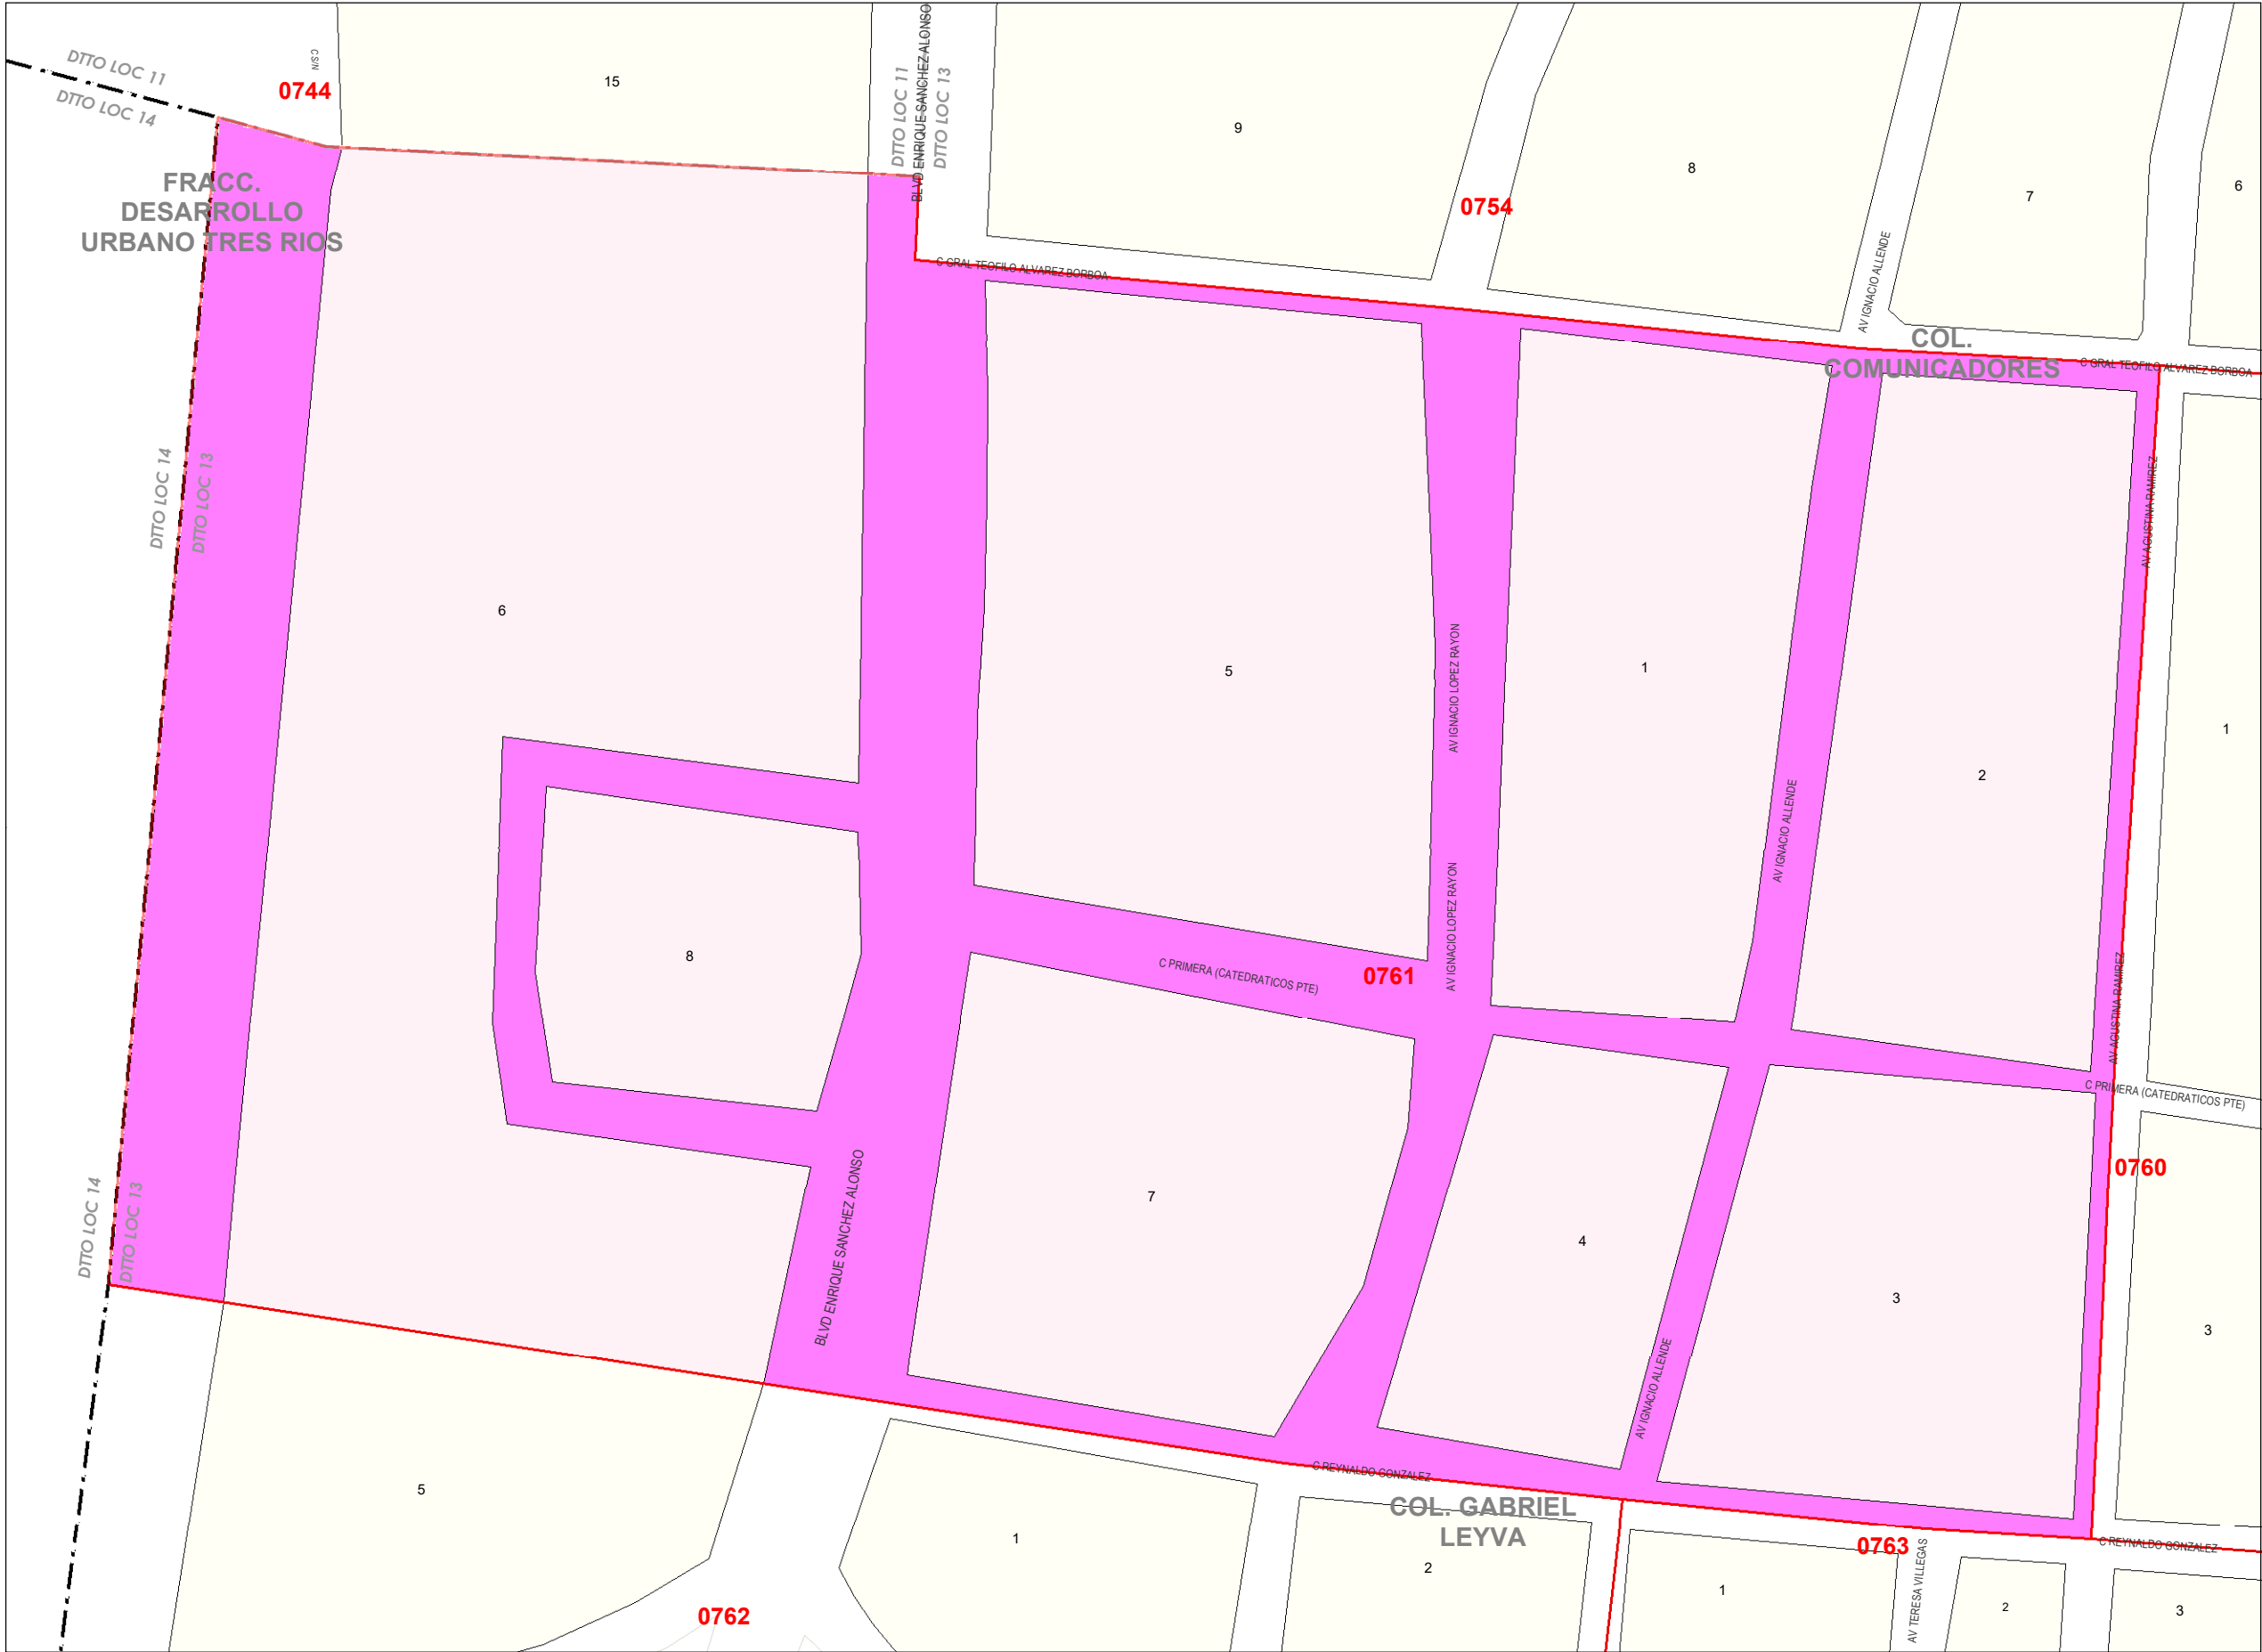 DTTO LOC 11
DTTO LOC 14
C S/N
0744
15
DTTO LOC 11
BLVD ENRIQUE SANCHEZ ALONSO
DTTO LOC 13
9
8
7
6
0754
FRACC.
DESARROLLO
URBANO TRES RIOS
C GRAL TEOFILO ALVAREZ BORBOA
AV IGNACIO ALLENDE
COL.
COMUNICADORES
C GRAL TEOFILO ALVAREZ BORBOA
DTTO LOC 14
DTTO LOC 13
AV AGUSTINA RAMIREZ
6
5
AV IGNACIO LOPEZ RAYON
1
2
1
AV IGNACIO ALLENDE
8
C PRIMERA (CATEDRATICOS PTE)
0761
AV IGNACIO LOPEZ RAYON
AV AGUSTINA RAMIREZ
C PRIMERA (CATEDRATICOS PTE)
0760
DTTO LOC 14
DTTO LOC 13
BLVD ENRIQUE SANCHEZ ALONSO
7
4
3
3
AV IGNACIO ALLENDE
C REYNALDO GONZALEZ
5
COL. GABRIEL
LEYVA
0763
C REYNALDO GONZALEZ
1
2
1
AV TERESA VILLEGAS
2
3
0762